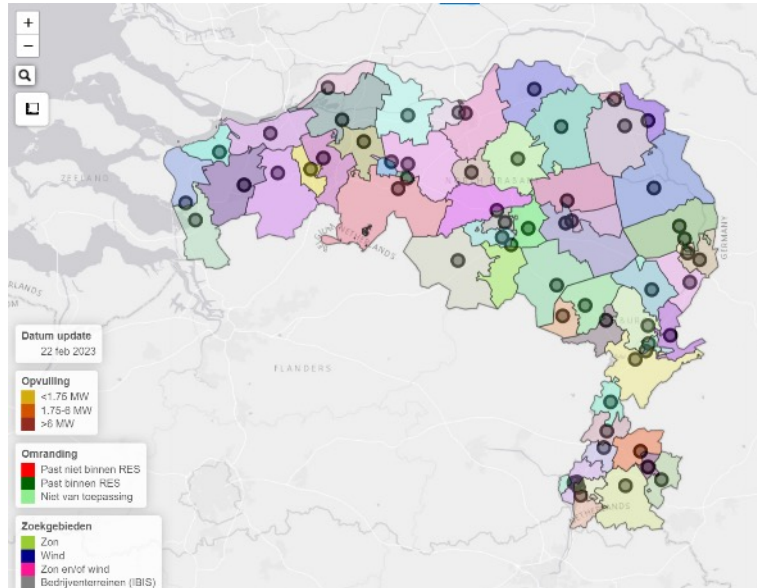 +
−
ZEELAND
GERMANY
FLANDERS
Datum update
22 feb 2023
Opvulling
<1.75 MW
1.75-6 MW
>6 MW
Omranding
Past niet binnen RES
Past binnen RES
Niet van toepassing
Zoekgebieden
Zon
Wind
Zon en/of wind
Bedrijventerreinen (IBIS)